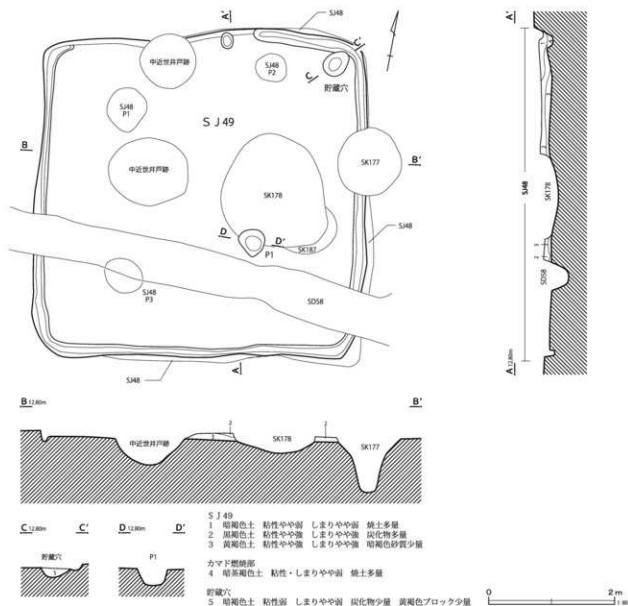 A'
SJ48
C'
C
中近世井戸跡
SJ48
P2
貯蔵穴
SJ48
P1
SJ49
B
B'
中近世井戸跡
SK177
SK178
D
D'
P1
SK187
SJ48
SJ48
P3
SD58
SJ48
A
A'
SJ48
SK178
3
2
SD58
A 12.80m
B 12.80m
B'
2
2
中近世井戸跡
3
SK178
SK177
C 12.80m
C'
D 12.80m
D'
貯蔵穴
P1
SJ49
1 暗褐色土 粘性やや弱 しまりやや弱 焼土多量
2 黒褐色土 粘性やや強 しまりやや強 炭化物多量
3 黄褐色土 粘性やや強 しまりやや強 暗褐色砂質少量
カマド燃焼部
4 暗茶褐色土 粘性・しまりやや弱 焼土多量
貯蔵穴
5 暗褐色土 粘性弱 しまりやや弱 炭化物少量 黄褐色ブロック少量
0
2m